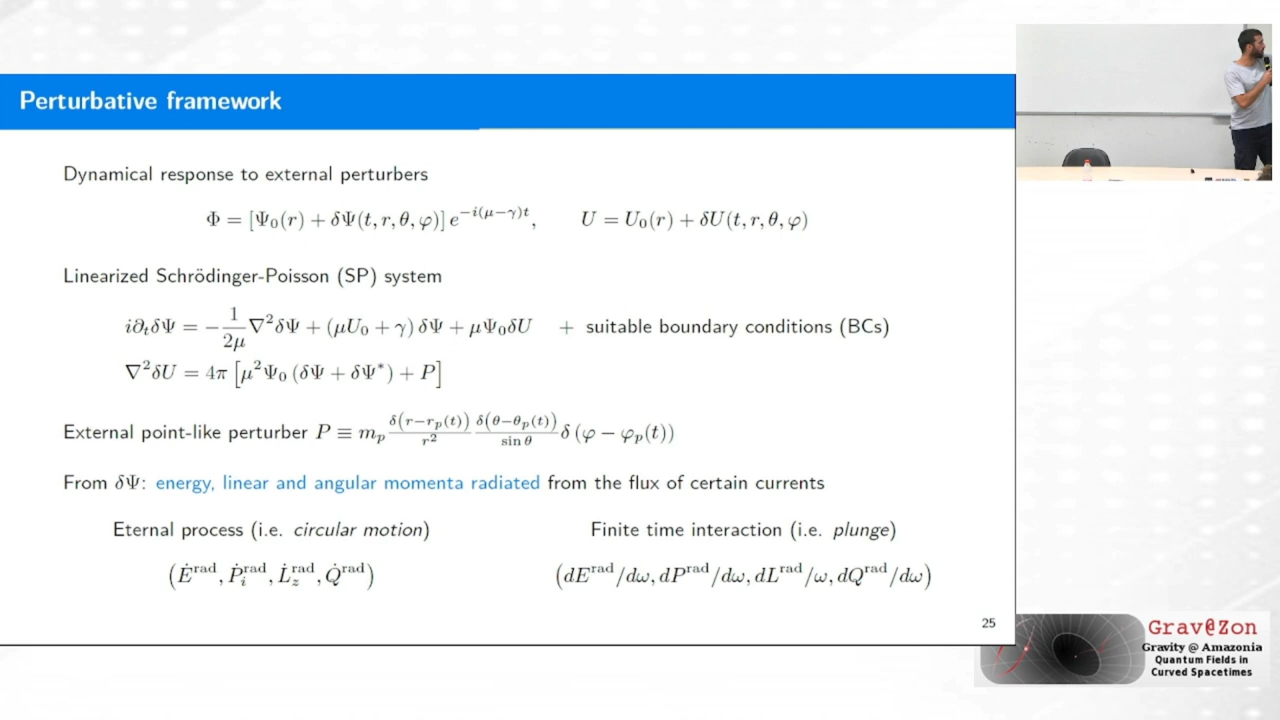 Perturbative framework
Dynamical response to external perturbers
Φ = [Ψ₀(r) + δΨ(t, r, θ, φ)] e^{−i(μ−γ)t},    U = U₀(r) + δU(t, r, θ, φ)
Linearized Schrödinger-Poisson (SP) system
i∂ₜδΨ = −\frac{1}{2μ}∇²δΨ + (μU₀ + γ) δΨ + μΨ₀δU    + suitable boundary conditions (BCs)
∇²δU = 4π [μ²Ψ₀ (δΨ + δΨ*) + P]
External point-like perturber P ≡ m_p \frac{δ(r−r_p(t))}{r²} \frac{δ(θ−θ_p(t))}{sin θ} δ (φ − φ_p(t))
From δΨ: energy, linear and angular momenta radiated from the flux of certain currents
Eternal process (i.e. circular motion)    Finite time interaction (i.e. plunge)
(Ė^{rad}, Ṗ_i^{rad}, L̇_z^{rad}, Q̇^{rad})    (dE^{rad}/dω, dP^{rad}/dω, dL^{rad}/ω, dQ^{rad}/dω)
25
Grav@Zon
Gravity @ Amazonia
Quantum Fields in
Curved Spacetimes